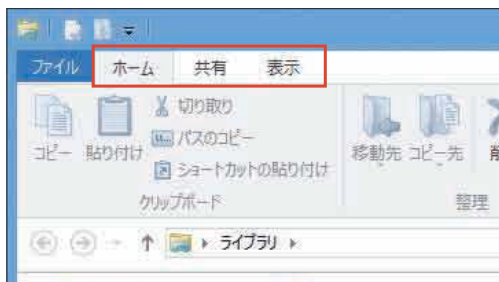 ファイル ホーム 共有 表示
コピー 貼り付け 切り取り
パスのコピー
ショートカットの貼り付け
移動先 コピー先
クリップボード 整理
ライブラリ